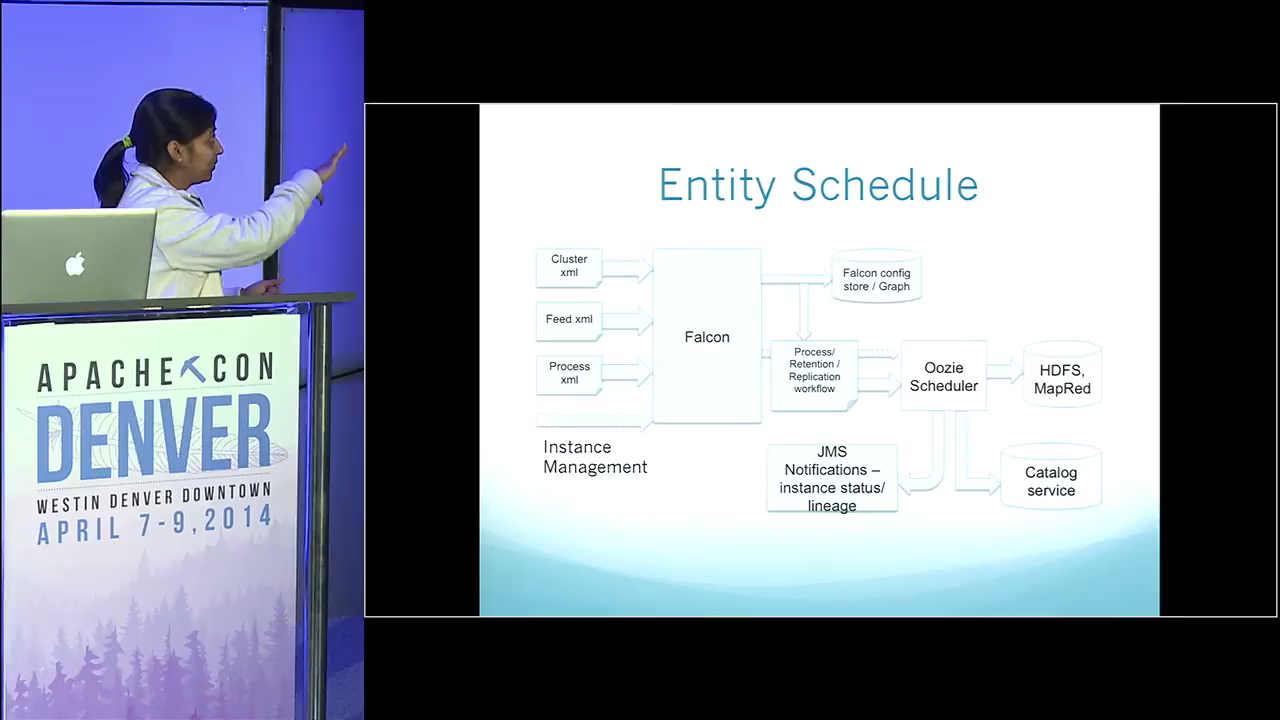 APACHE CON
DENVER
WESTIN DENVER DOWNTOWN
APRIL 7-9, 2014
Entity Schedule
Cluster
xml
Feed xml
Process
xml
Instance
Management
Falcon
Falcon config
store / Graph
Process/
Retention /
Replication
workflow
Oozie
Scheduler
HDFS,
MapRed
JMS
Notifications –
instance status/
lineage
Catalog
service